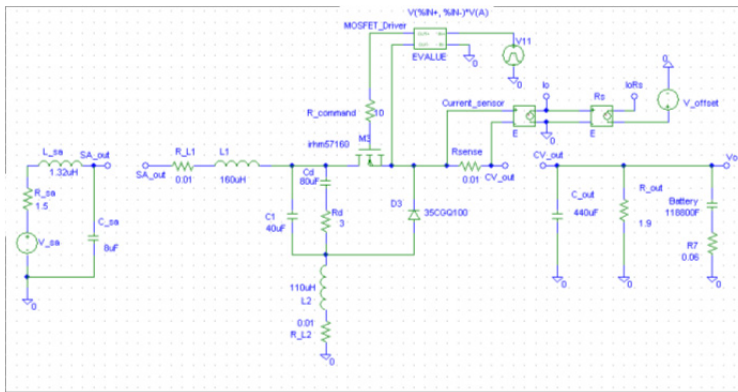 V(%IN+, %IN-)*V(A)
MOSFET_Driver
EVALUE
V11
0
0
R_command
10
M3
irhm57160
Current_sensor
Io
E
0
Rs
E
IoRs
0
V_offset
L_sa
1.32uH
SA_out
R_sa
1.5
V_sa
C_sa
8uF
0
SA_out
R_L1
0.01
L1
160uH
Cd
80uF
C1
40uF
Rd
3
D3
35CGQ100
Rsense
0.01
CV_out
110uH
L2
0.01
R_L2
0
CV_out
Vo
C_out
440uF
R_out
1.9
Battery
118800F
R7
0.06
0
0
0